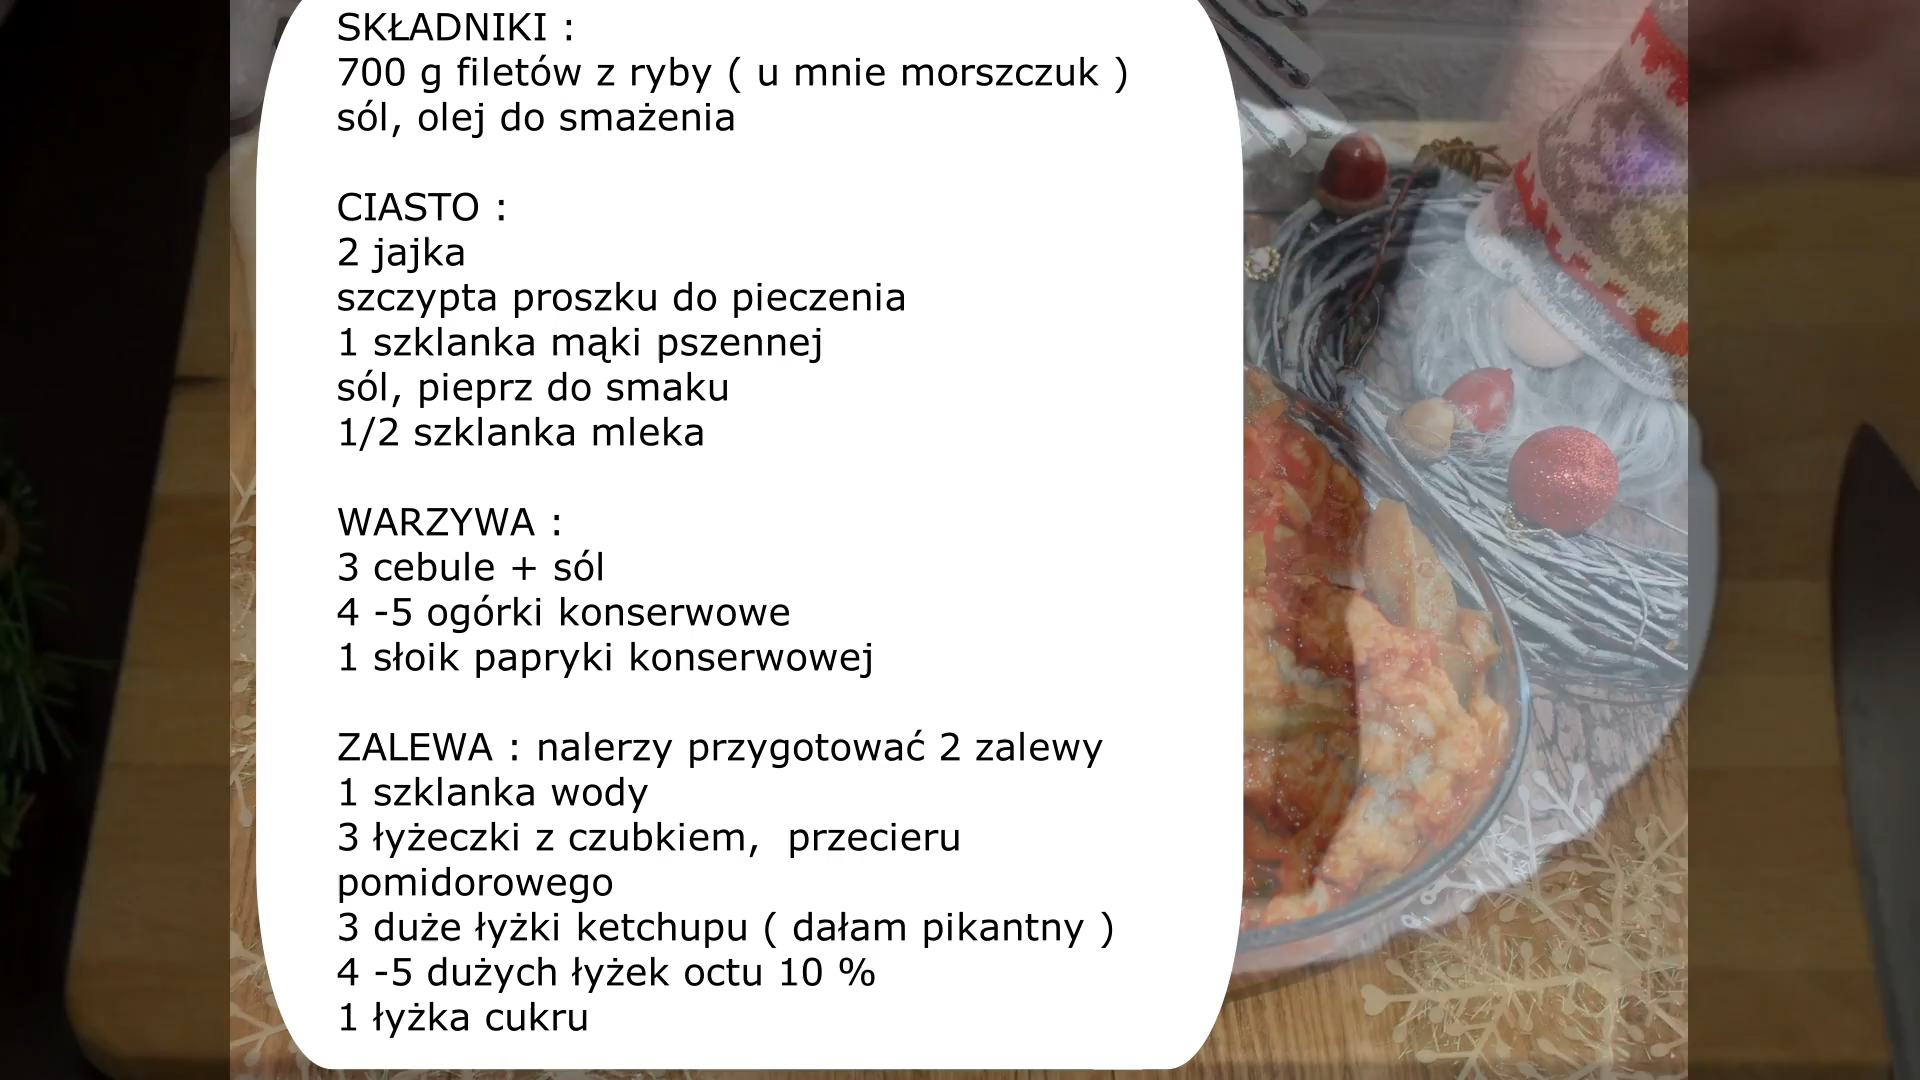 SKŁADNIKI :
700 g filetów z ryby ( u mnie morszczuk )
sól, olej do smażenia
CIASTO :
2 jajka
szczypta proszku do pieczenia
1 szklanka mąki pszennej
sól, pieprz do smaku
1/2 szklanka mleka
WARZYWA :
3 cebule + sól
4 -5 ogórki konserwowe
1 słoik papryki konserwowej
ZALEWA : nalerzy przygotować 2 zalewy
1 szklanka wody
3 łyżeczki z czubkiem,  przecieru
pomidorowego
3 duże łyżki ketchupu ( dałam pikantny )
4 -5 dużych łyżek octu 10 %
1 łyżka cukru